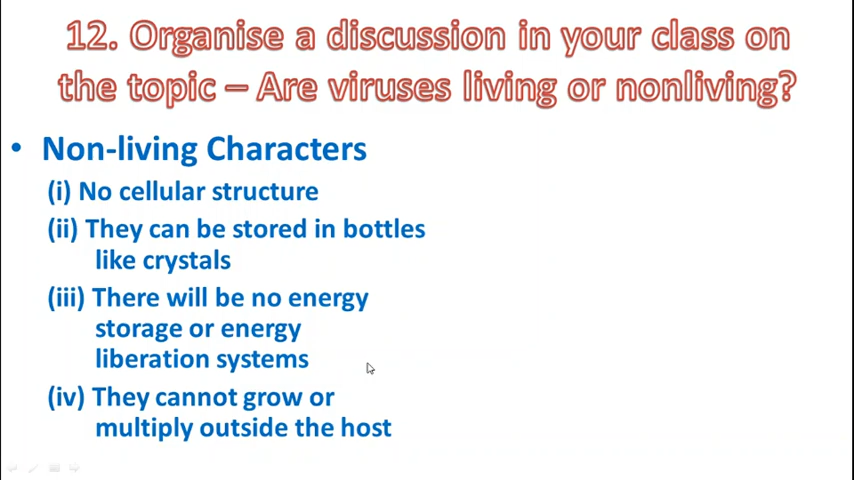 12. Organise a discussion in your class on
the topic – Are viruses living or nonliving?
• Non-living Characters
(i) No cellular structure
(ii) They can be stored in bottles
like crystals
(iii) There will be no energy
storage or energy
liberation systems
(iv) They cannot grow or
multiply outside the host